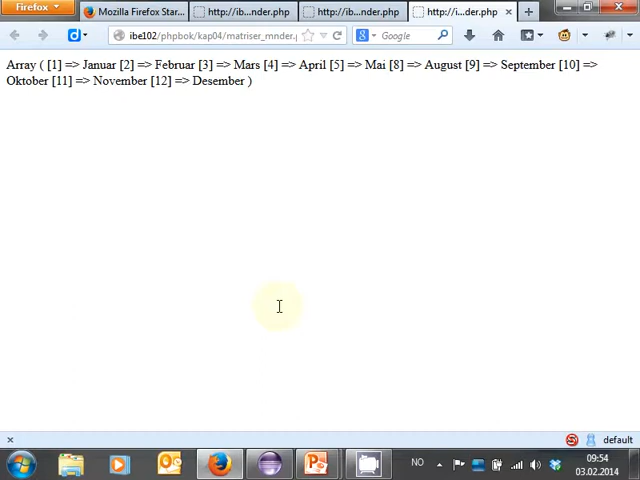 Firefox
Mozilla Firefox Star...
http://ib...nder.php
http://ib...nder.php
http://i...der.php
ibe102/phpbok/kap04/matriser_mnder.p
Google
Array ( [1] => Januar [2] => Februar [3] => Mars [4] => April [5] => Mai [8] => August [9] => September [10] =>
Oktober [11] => November [12] => Desember )
default
NO
09:54
03.02.2014